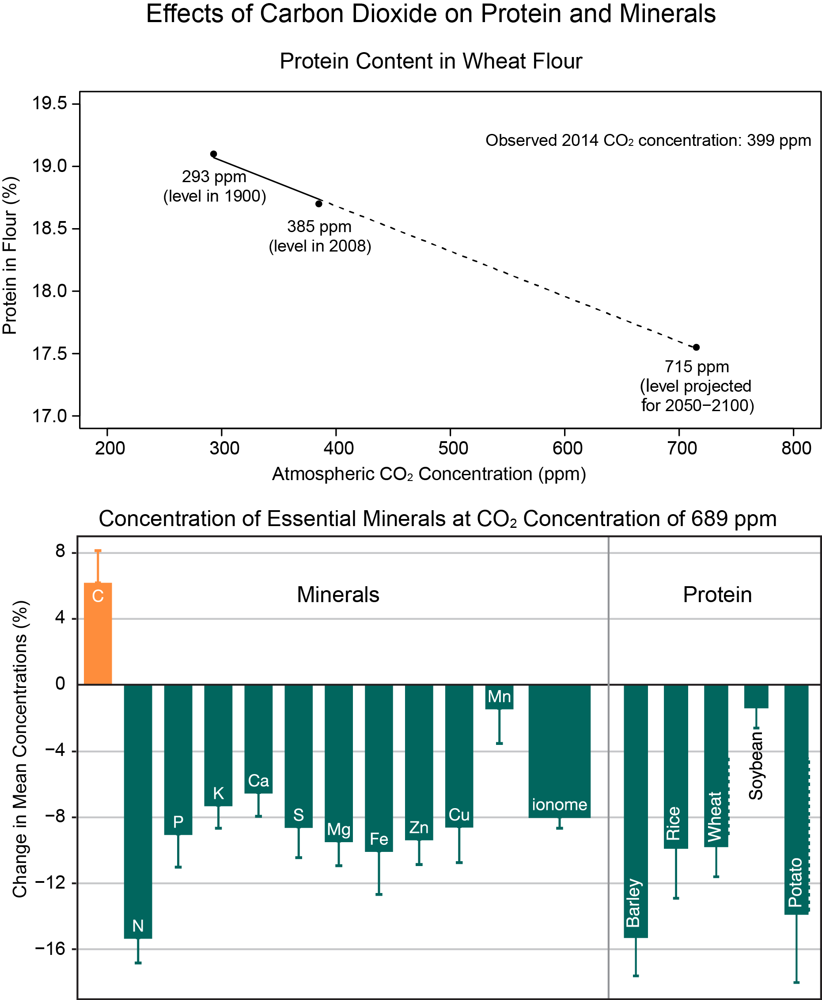 Effects of Carbon Dioxide on Protein and Minerals
Protein Content in Wheat Flour
Protein in Flour (%)
19.5
19.0
18.5
18.0
17.5
17.0
Observed 2014 CO₂ concentration: 399 ppm
293 ppm
(level in 1900)
385 ppm
(level in 2008)
715 ppm
(level projected
for 2050−2100)
200 300 400 500 600 700 800
Atmospheric CO₂ Concentration (ppm)
Concentration of Essential Minerals at CO₂ Concentration of 689 ppm
Change in Mean Concentrations (%)
8
4
0
−4
−8
−12
−16
Minerals
Protein
C
N
P
K
Ca
S
Mg
Fe
Zn
Cu
Mn
ionome
Barley
Rice
Wheat
Soybean
Potato